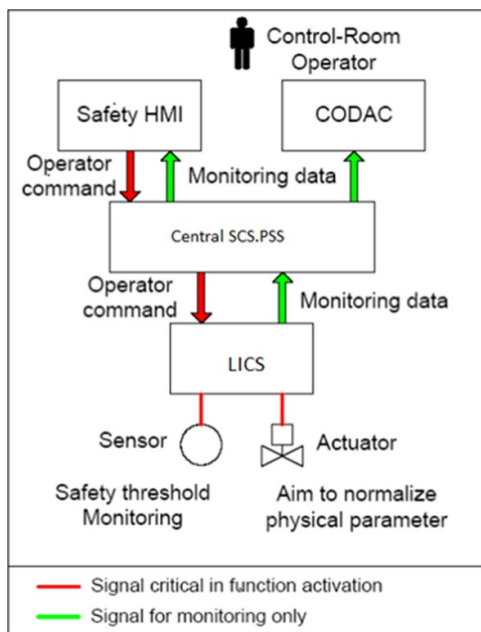 Control-Room
Operator
Safety HMI
CODAC
Operator
command
Monitoring data
Central SCS.PSS
Operator
command
Monitoring data
LICS
Sensor
Actuator
Safety threshold
Monitoring
Aim to normalize
physical parameter
Signal critical in function activation
Signal for monitoring only